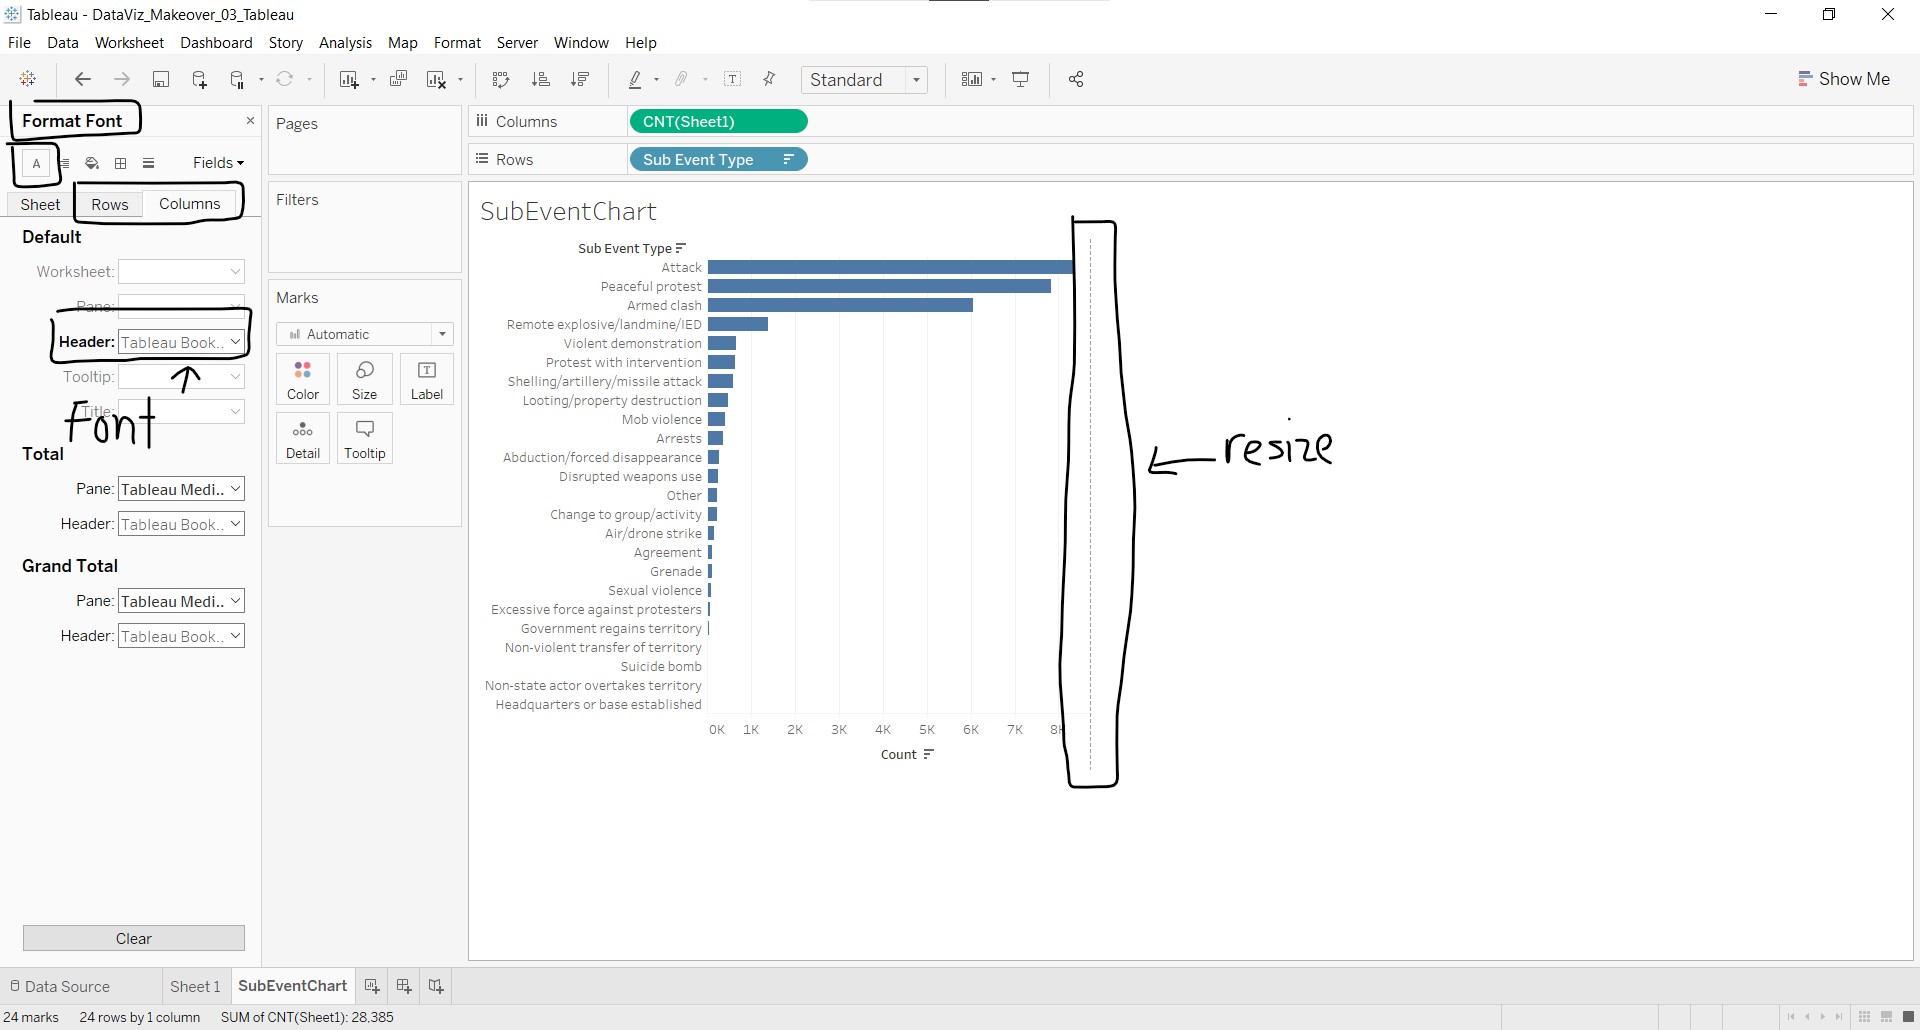 Tableau - DataViz_Makeover_03_Tableau
File Data Worksheet Dashboard Story Analysis Map Format Server Window Help
Standard
Show Me
Format Font
A
Fields
Sheet Rows Columns
Default
Worksheet:
Pane:
Header: Tableau Book..
Tooltip:
Title:
Font
Total
Pane: Tableau Medi..
Header: Tableau Book..
Grand Total
Pane: Tableau Medi..
Header: Tableau Book..
Clear
Pages
Filters
Marks
Automatic
Color Size Label
Detail Tooltip
Columns CNT(Sheet1)
Rows Sub Event Type
SubEventChart
Sub Event Type
Attack
Peaceful protest
Armed clash
Remote explosive/landmine/IED
Violent demonstration
Protest with intervention
Shelling/artillery/missile attack
Looting/property destruction
Mob violence
Arrests
Abduction/forced disappearance
Disrupted weapons use
Other
Change to group/activity
Air/drone strike
Agreement
Grenade
Sexual violence
Excessive force against protesters
Government regains territory
Non-violent transfer of territory
Suicide bomb
Non-state actor overtakes territory
Headquarters or base established
0K 1K 2K 3K 4K 5K 6K 7K 8K
Count
resize
Data Source Sheet 1 SubEventChart
24 marks 24 rows by 1 column SUM of CNT(Sheet1): 28,385